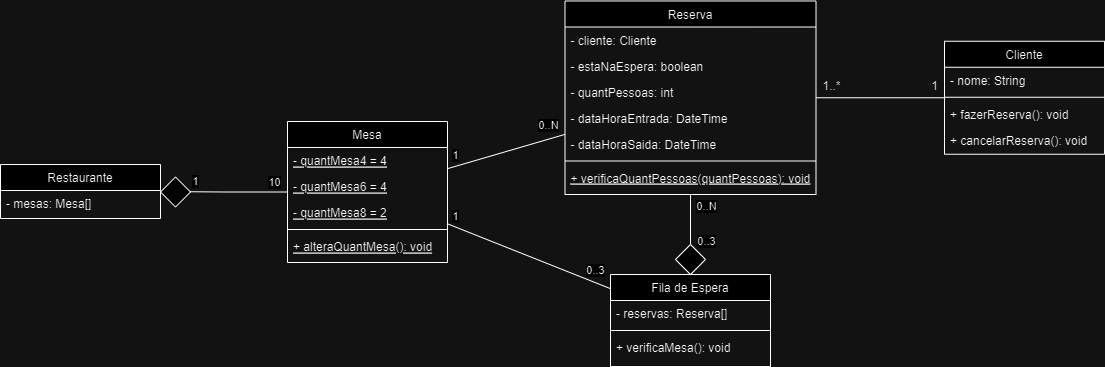 Restaurante
- mesas: Mesa[]
1
10
Mesa
- quantMesa4 = 4
- quantMesa6 = 4
- quantMesa8 = 2
+ alteraQuantMesa(): void
1
0..N
1
0..3
Reserva
- cliente: Cliente
- estaNaEspera: boolean
- quantPessoas: int
- dataHoraEntrada: DateTime
- dataHoraSaida: DateTime
+ verificaQuantPessoas(quantPessoas): void
1..*
1
Cliente
- nome: String
+ fazerReserva(): void
+ cancelarReserva(): void
0..N
0..3
Fila de Espera
- reservas: Reserva[]
+ verificaMesa(): void